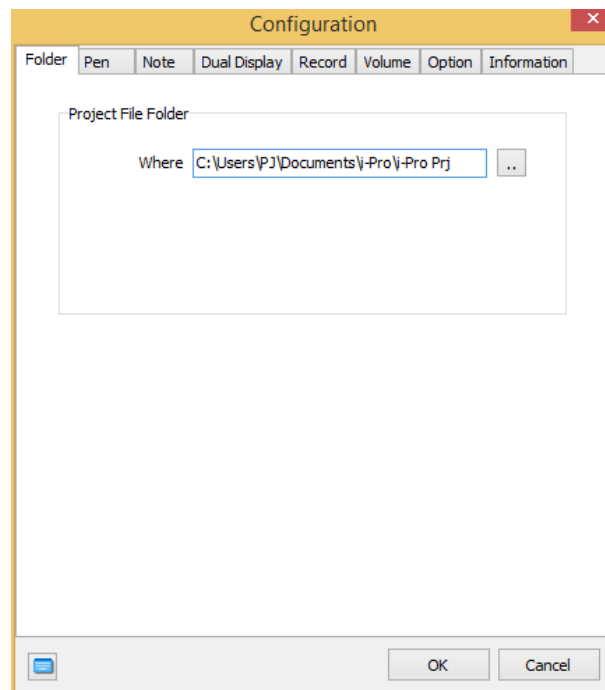 Configuration
Folder Pen Note Dual Display Record Volume Option Information
Project File Folder
Where C:\Users\PJ\Documents\i-Pro\i-Pro Prj ..
OK Cancel